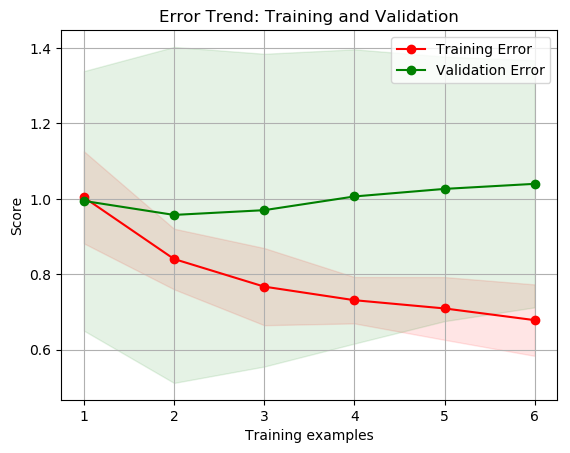 Error Trend: Training and Validation
Training Error
Validation Error
Score
1.4
1.2
1.0
0.8
0.6
1 2 3 4 5 6
Training examples